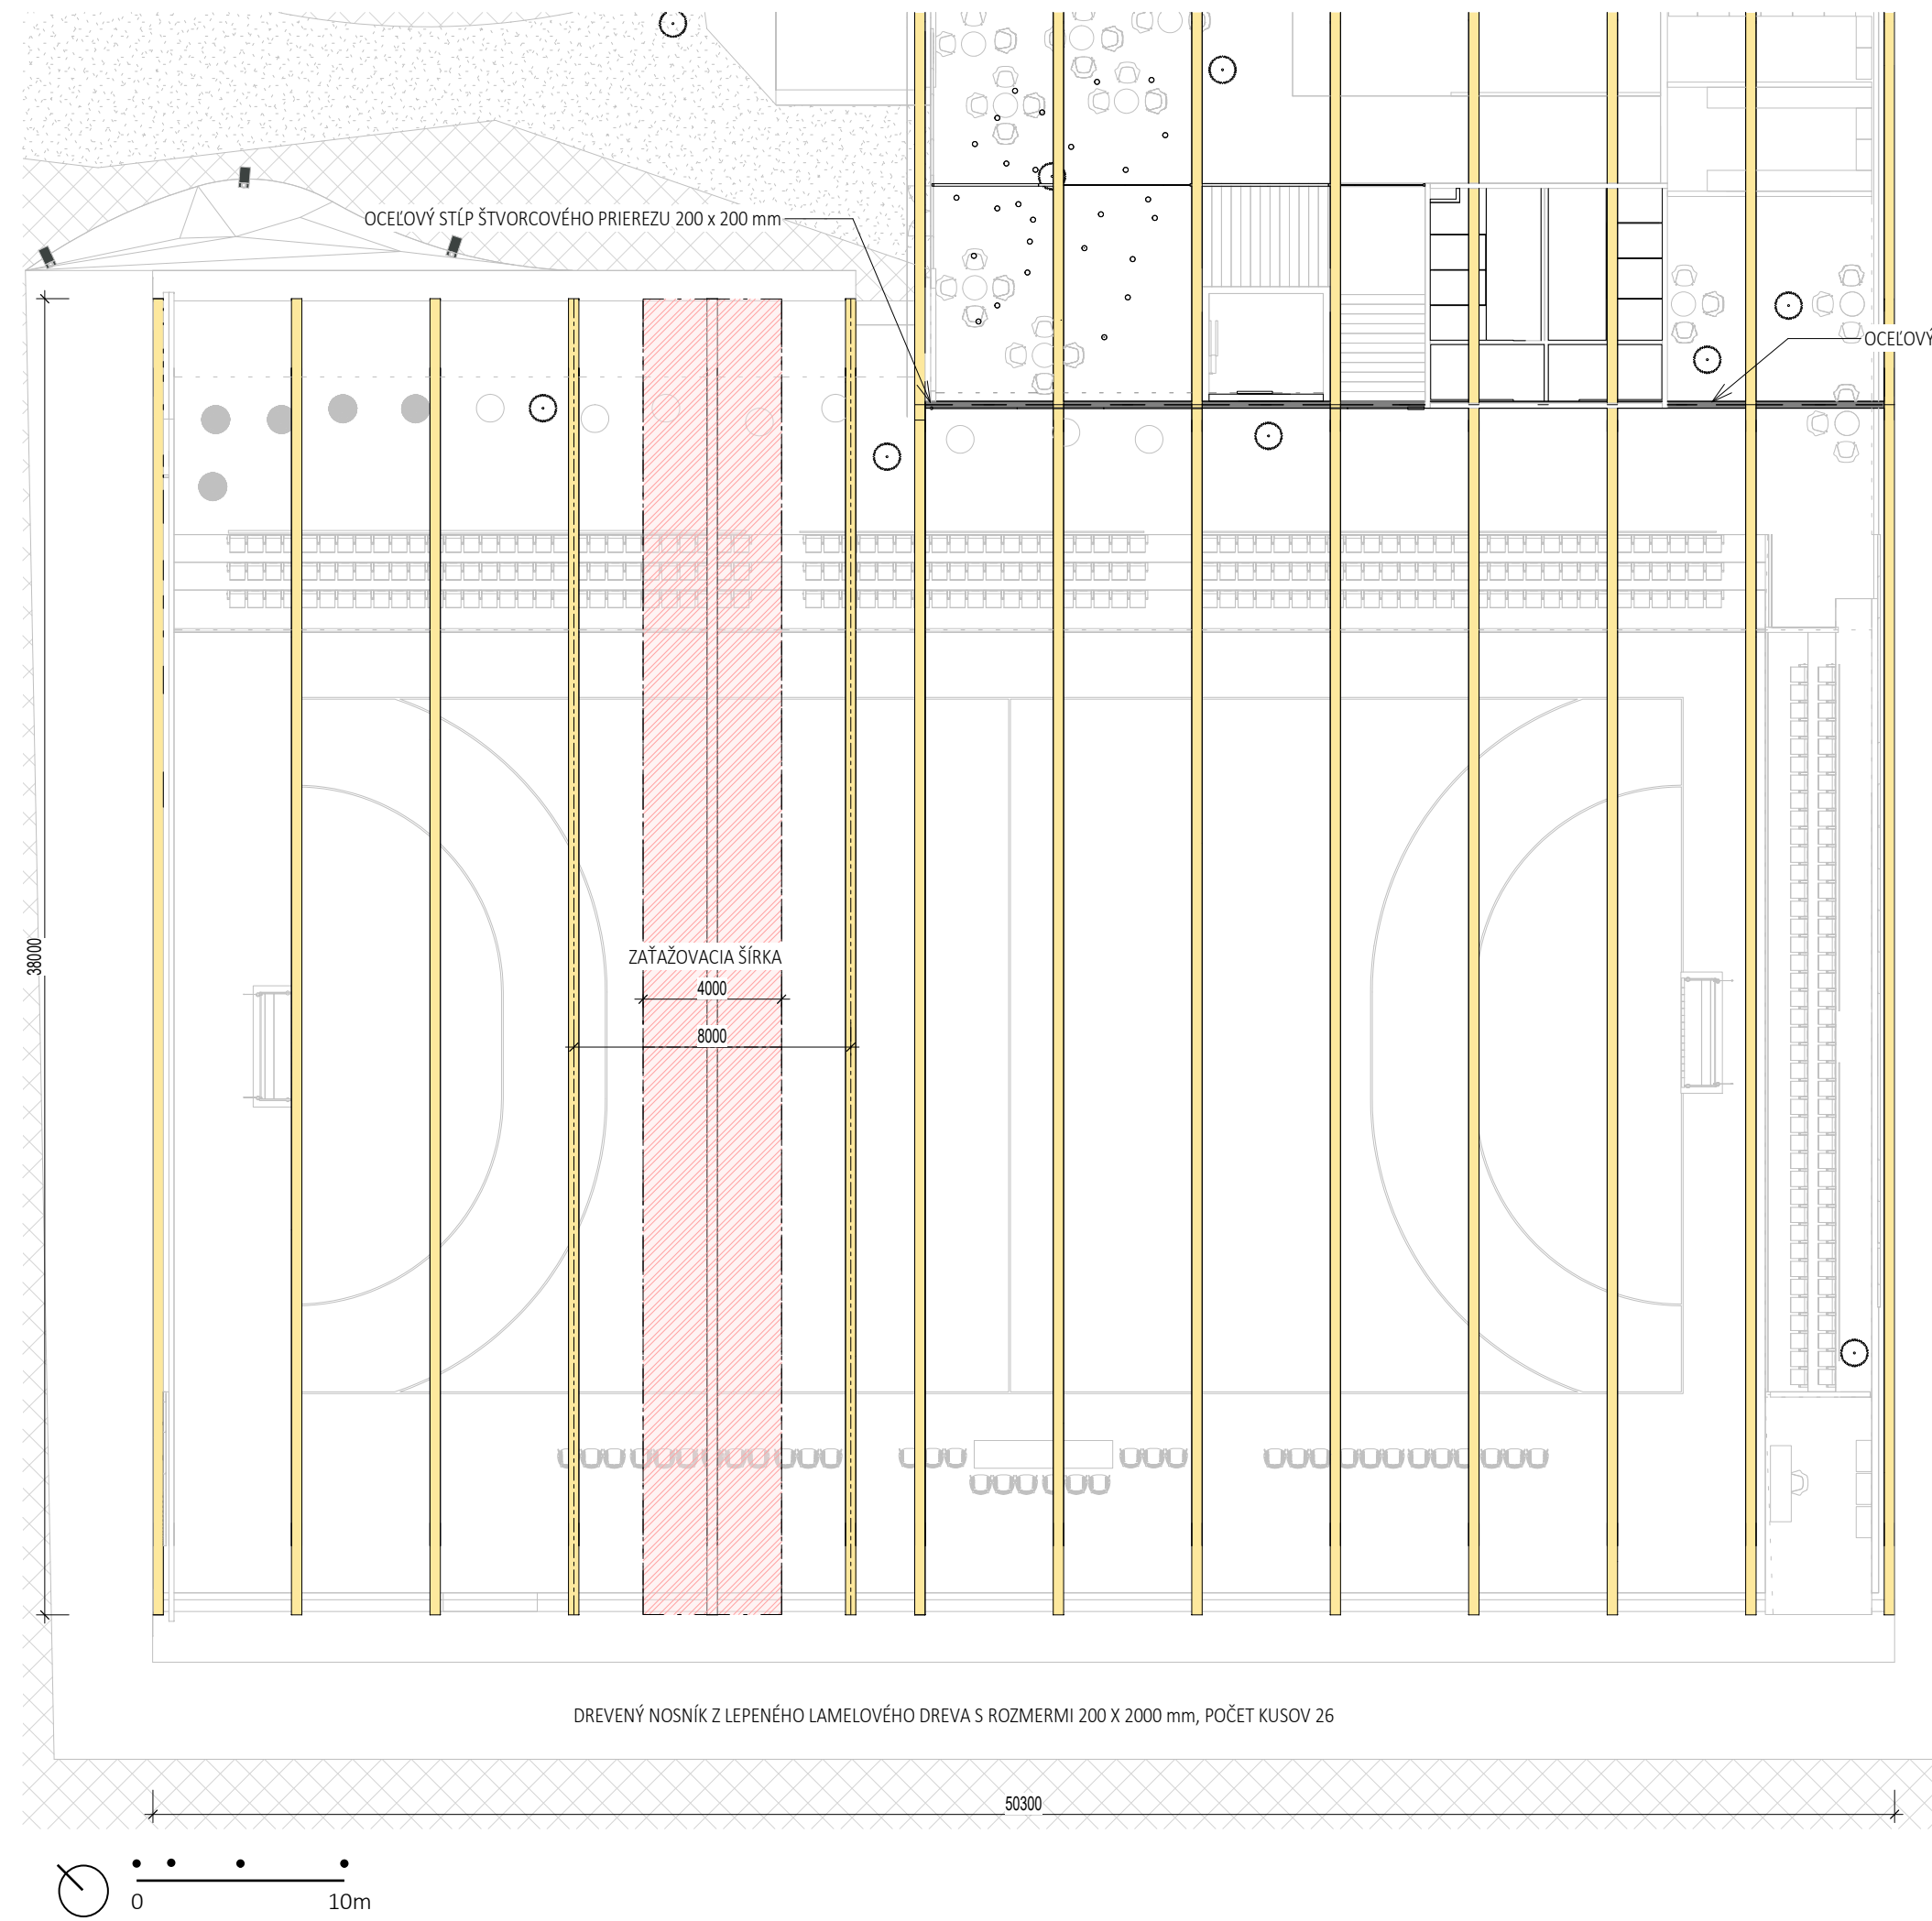 OCEĽOVÝ STĹP ŠTVORCOVÉHO PRIEREZU 200 x 200 mm
OCEĽOVÝ
38000
ZAŤAŽOVACIA ŠÍRKA
4000
8000
DREVENÝ NOSNÍK Z LEPENÉHO LAMELOVÉHO DREVA S ROZMERMI 200 X 2000 mm, POČET KUSOV 26
50300
0 10m